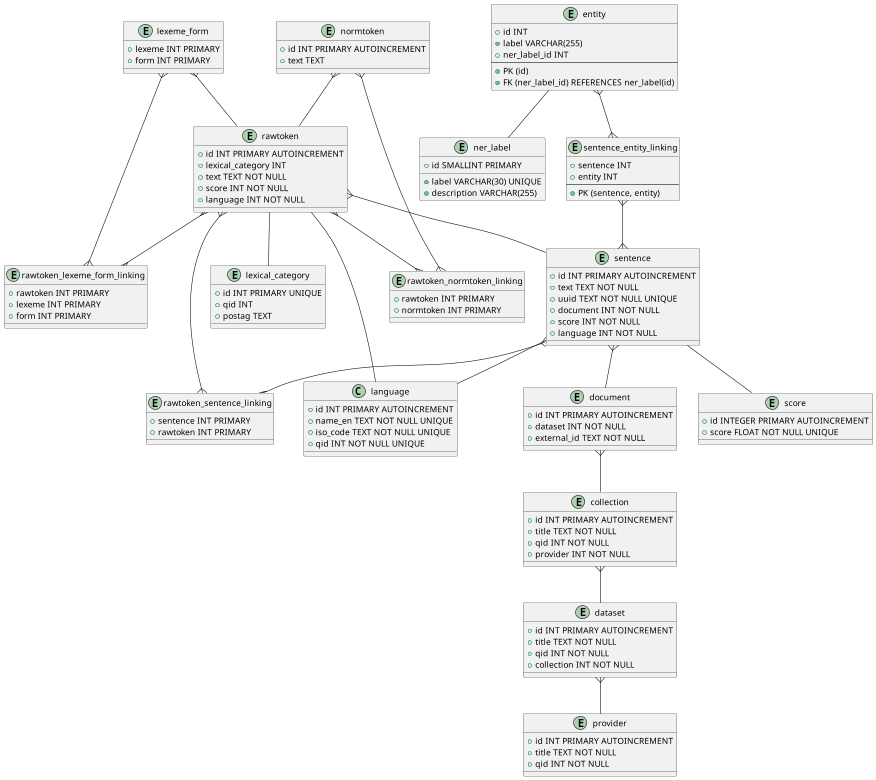 E lexeme_form
lexeme INT PRIMARY
form INT PRIMARY
E normtoken
id INT PRIMARY AUTOINCREMENT
text TEXT
E entity
id INT
label VARCHAR(255)
ner_label_id INT
PK (id)
FK (ner_label_id) REFERENCES ner_label(id)
E rawtoken
id INT PRIMARY AUTOINCREMENT
lexical_category INT
text TEXT NOT NULL
score INT NOT NULL
language INT NOT NULL
E ner_label
id SMALLINT PRIMARY
label VARCHAR(30) UNIQUE
description VARCHAR(255)
E sentence_entity_linking
sentence INT
entity INT
PK (sentence, entity)
E rawtoken_lexeme_form_linking
rawtoken INT PRIMARY
lexeme INT PRIMARY
form INT PRIMARY
E lexical_category
id INT PRIMARY UNIQUE
qid INT
postag TEXT
E rawtoken_normtoken_linking
rawtoken INT PRIMARY
normtoken INT PRIMARY
E sentence
id INT PRIMARY AUTOINCREMENT
text TEXT NOT NULL
uuid TEXT NOT NULL UNIQUE
document INT NOT NULL
score INT NOT NULL
language INT NOT NULL
E rawtoken_sentence_linking
sentence INT PRIMARY
rawtoken INT PRIMARY
C language
id INT PRIMARY AUTOINCREMENT
name_en TEXT NOT NULL UNIQUE
iso_code TEXT NOT NULL UNIQUE
qid INT NOT NULL UNIQUE
E document
id INT PRIMARY AUTOINCREMENT
dataset INT NOT NULL
external_id TEXT NOT NULL
E score
id INTEGER PRIMARY AUTOINCREMENT
score FLOAT NOT NULL UNIQUE
E collection
id INT PRIMARY AUTOINCREMENT
title TEXT NOT NULL
qid INT NOT NULL
provider INT NOT NULL
E dataset
id INT PRIMARY AUTOINCREMENT
title TEXT NOT NULL
qid INT NOT NULL
collection INT NOT NULL
E provider
id INT PRIMARY AUTOINCREMENT
title TEXT NOT NULL
qid INT NOT NULL